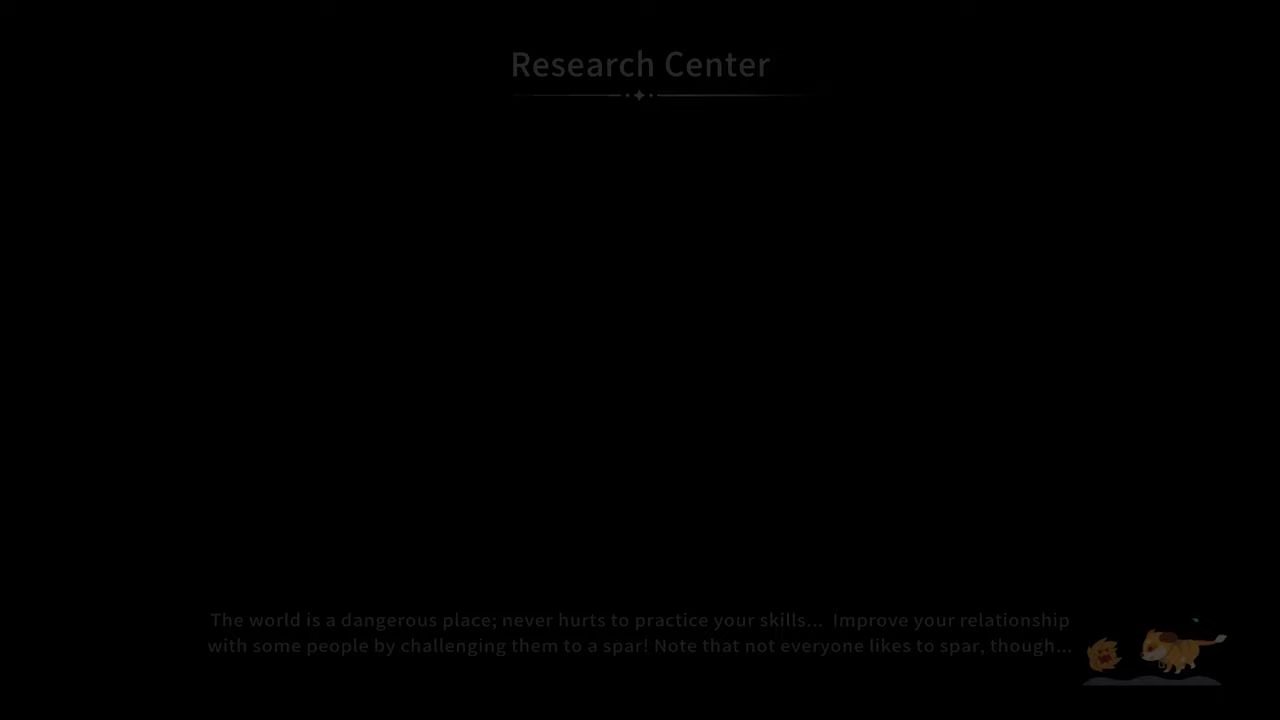 Research Center
The world is a dangerous place; never hurts to practice your skills... Improve your relationship
with some people by challenging them to a spar! Note that not everyone likes to spar, though...